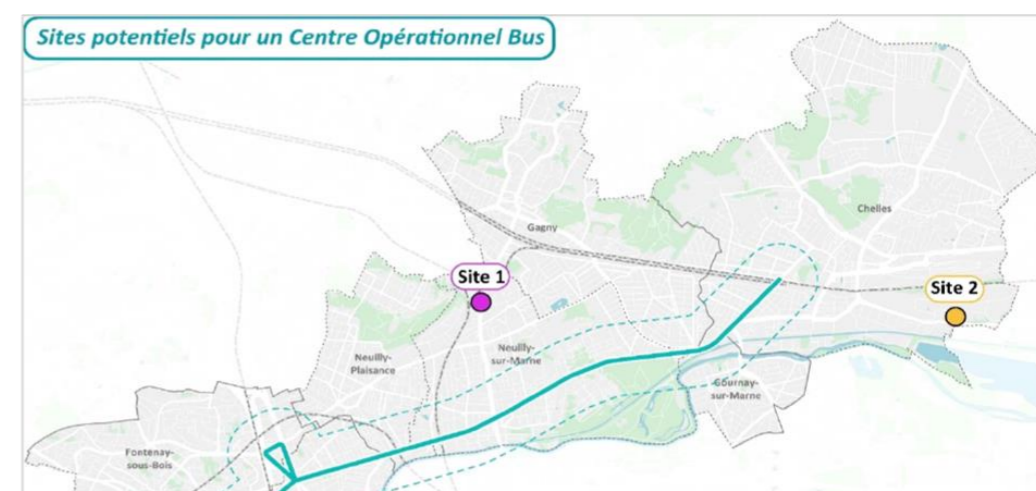 Sites potentiels pour un Centre Opérationnel Bus
Chelles
Gagny
Site 1
Site 2
Neuilly-
sur-Marne
Neuilly-
Plaisance
Gournay-
sur-Marne
Fontenay-
sous-Bois